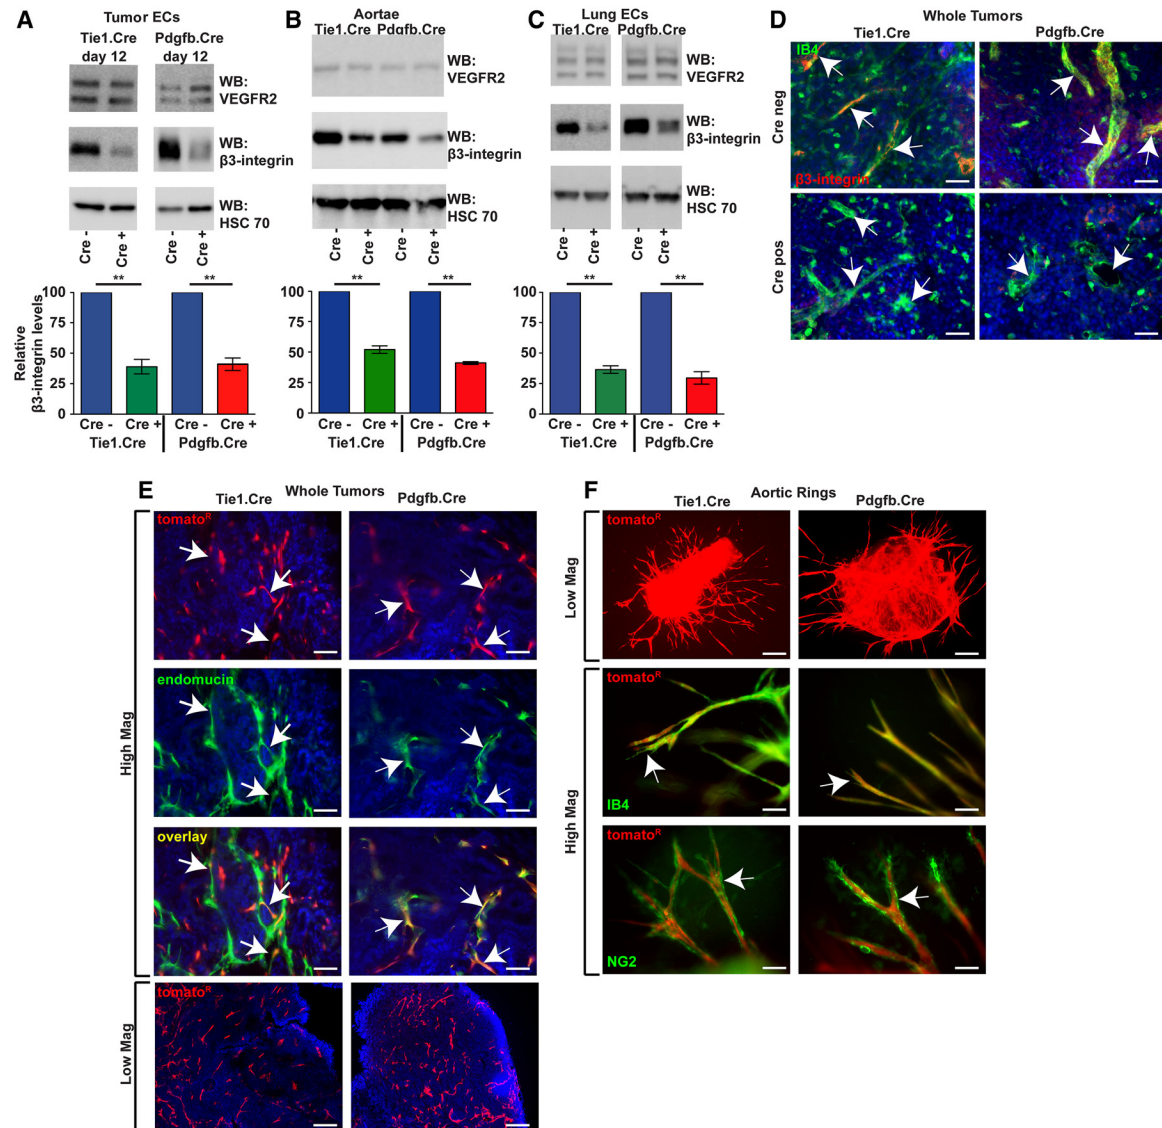 A
Tumor ECs
Tie1.Cre
day 12
Pdgfb.Cre
day 12
WB:
VEGFR2
WB:
β3-integrin
WB:
HSC 70
Cre -
Cre +
Cre -
Cre +
**
**
Relative
β3-integrin levels
100
75
50
25
0
Cre - Cre + Cre - Cre +
Tie1.Cre Pdgfb.Cre
B
Aortae
Tie1.Cre Pdgfb.Cre
WB:
VEGFR2
WB:
β3-integrin
WB:
HSC 70
Cre -
Cre +
Cre -
Cre +
**
**
100
75
50
25
0
Cre - Cre + Cre - Cre +
Tie1.Cre Pdgfb.Cre
C
Lung ECs
Tie1.Cre Pdgfb.Cre
WB:
VEGFR2
WB:
β3-integrin
WB:
HSC 70
Cre -
Cre +
Cre -
Cre +
**
**
100
75
50
25
0
Cre - Cre + Cre - Cre +
Tie1.Cre Pdgfb.Cre
D
Whole Tumors
Tie1.Cre Pdgfb.Cre
Cre neg
IB4
β3-integrin
Cre pos
E
Whole Tumors
Tie1.Cre Pdgfb.Cre
High Mag
tomatoR
endomucin
overlay
Low Mag
tomatoR
F
Aortic Rings
Tie1.Cre Pdgfb.Cre
Low Mag
tomatoR
High Mag
tomatoR
IB4
tomatoR
NG2